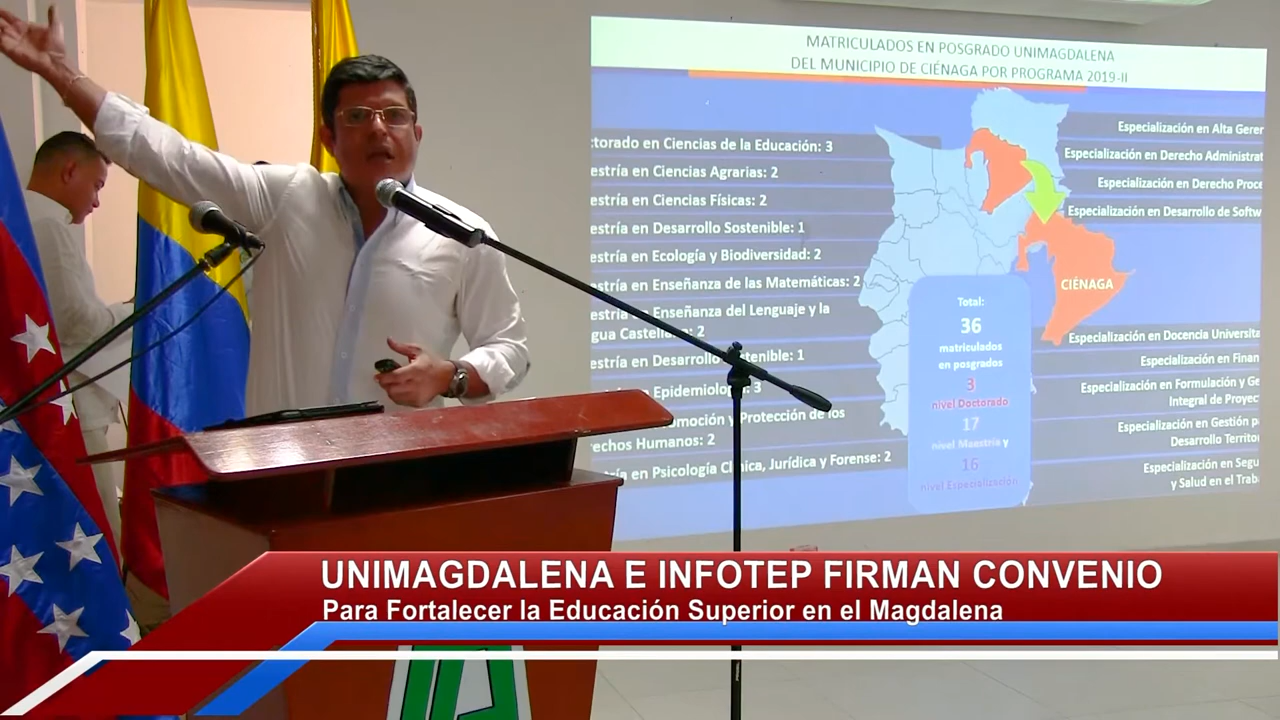 MATRICULADOS EN POSGRADO UNIMAGDALENA
DEL MUNICIPIO DE CIÉNAGA POR PROGRAMA 2019-II
ctorado en Ciencias de la Educación: 3
estría en Ciencias Agrarias: 2
estría en Ciencias Físicas: 2
estría en Desarrollo Sostenible: 1
estría en Ecología y Biodiversidad: 2
estría en Enseñanza de las Matemáticas: 2
estría en Enseñanza del Lenguaje y la
gua Castellana: 2
estría en Desarrollo Sostenible: 1
en Epidemiología: 3
omoción y Protección de los
rechos Humanos: 2
tría en Psicología Clínica, Jurídica y Forense: 2
Total:
36
matriculados
en posgrados
3
nivel Doctorado
17
nivel Maestría y
16
nivel Especialización
CIÉNAGA
Especialización en Alta Geren
Especialización en Derecho Administrat
Especialización en Derecho Proce
Especialización en Desarrollo de Softw
Especialización en Docencia Universita
Especialización en Finan
Especialización en Formulación y Ge
Integral de Proyec
Especialización en Gestión p
Desarrollo Territor
Especialización en Segu
y Salud en el Trab
UNIMAGDALENA E INFOTEP FIRMAN CONVENIO
Para Fortalecer la Educación Superior en el Magdalena